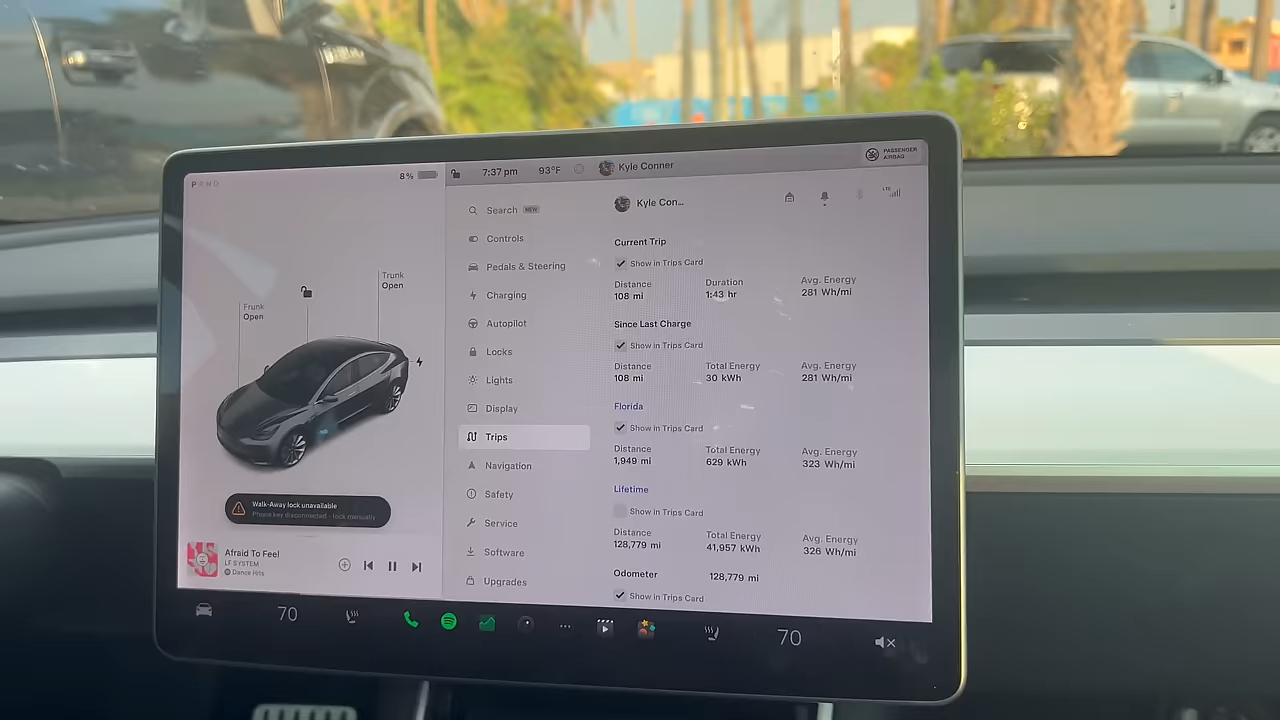 P R N D
8%
7:37 pm
93°F
Kyle Conner
PASSENGER
AIRBAG
Search NEW
Controls
Pedals & Steering
Charging
Autopilot
Locks
Lights
Display
Trips
Navigation
Safety
Service
Software
Upgrades
Kyle Con...
LTE
Current Trip
Show in Trips Card
Distance Duration Avg. Energy
108 mi 1:43 hr 281 Wh/mi
Since Last Charge
Show in Trips Card
Distance Total Energy Avg. Energy
108 mi 30 kWh 281 Wh/mi
Florida
Show in Trips Card
Distance Total Energy Avg. Energy
1,949 mi 629 kWh 323 Wh/mi
Lifetime
Show in Trips Card
Distance Total Energy Avg. Energy
128,779 mi 41,957 kWh 326 Wh/mi
Odometer 128,779 mi
Show in Trips Card
Trunk
Open
Frunk
Open
Walk-Away lock unavailable
Phone key disconnected - lock manually
Afraid To Feel
LF SYSTEM
Dance Hits
70
70